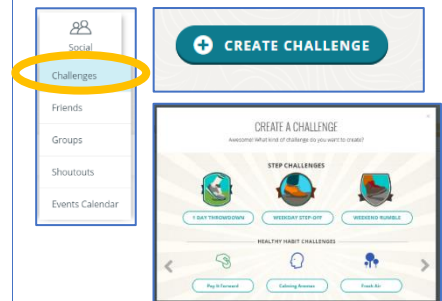 Social
Challenges
Friends
Groups
Shoutouts
Events Calendar
CREATE CHALLENGE
CREATE A CHALLENGE
Awesome! What kind of challenge do you want to create?
STEP CHALLENGES
1 DAY THROWDOWN
WEEKDAY STEP-OFF
WEEKEND RUMBLE
HEALTHY HABIT CHALLENGES
Pay It Forward
Calming Avenues
Fresh Air